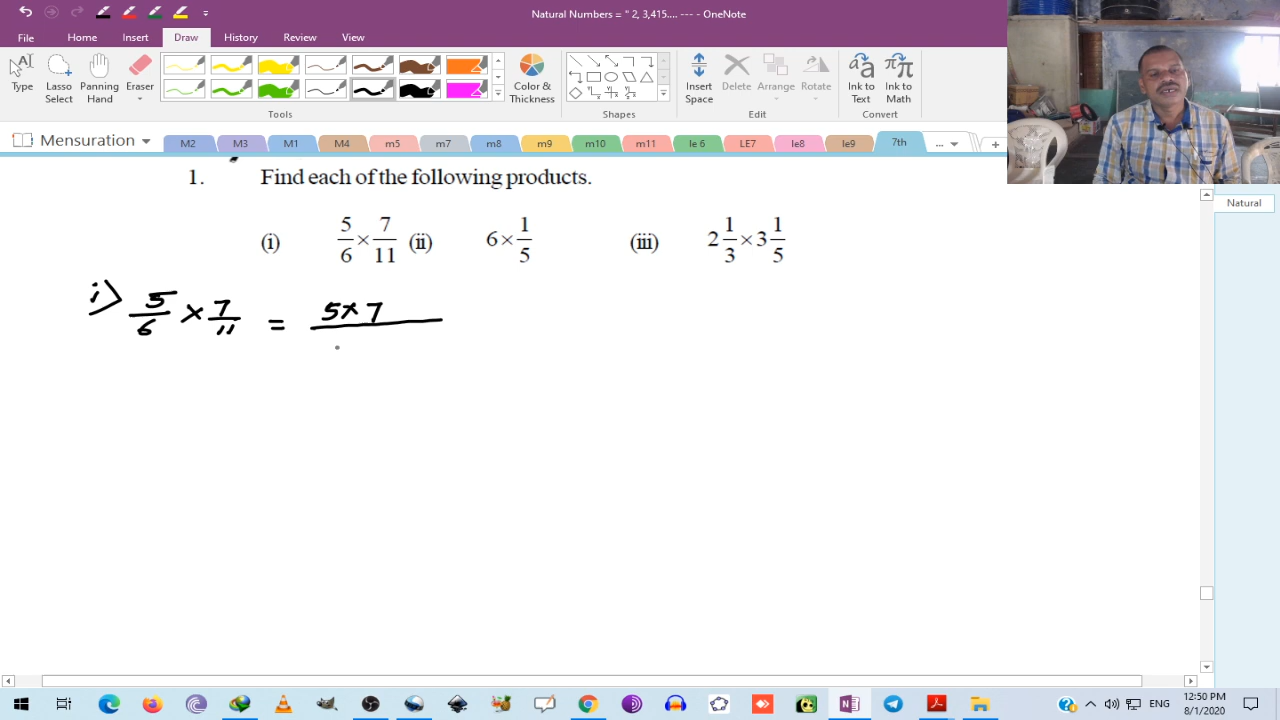 Natural Numbers = " 2, 3,415.... --- - OneNote
File Home Insert Draw History Review View
Type Lasso Select Panning Hand Eraser Color & Thickness Insert Space Delete Arrange Rotate Ink to Text Ink to Math
Tools Shapes Edit Convert
Mensuration M2 M3 M1 M4 m5 m7 m8 m9 m10 m11 le 6 LE7 le8 le9 7th ...
Natural
1. Find each of the following products.
(i) 5/6 × 7/11 (ii) 6 × 1/5 (iii) 2 1/3 × 3 1/5
i) 5/6 × 7/11 = 5×7
ENG 12:50 PM
8/1/2020